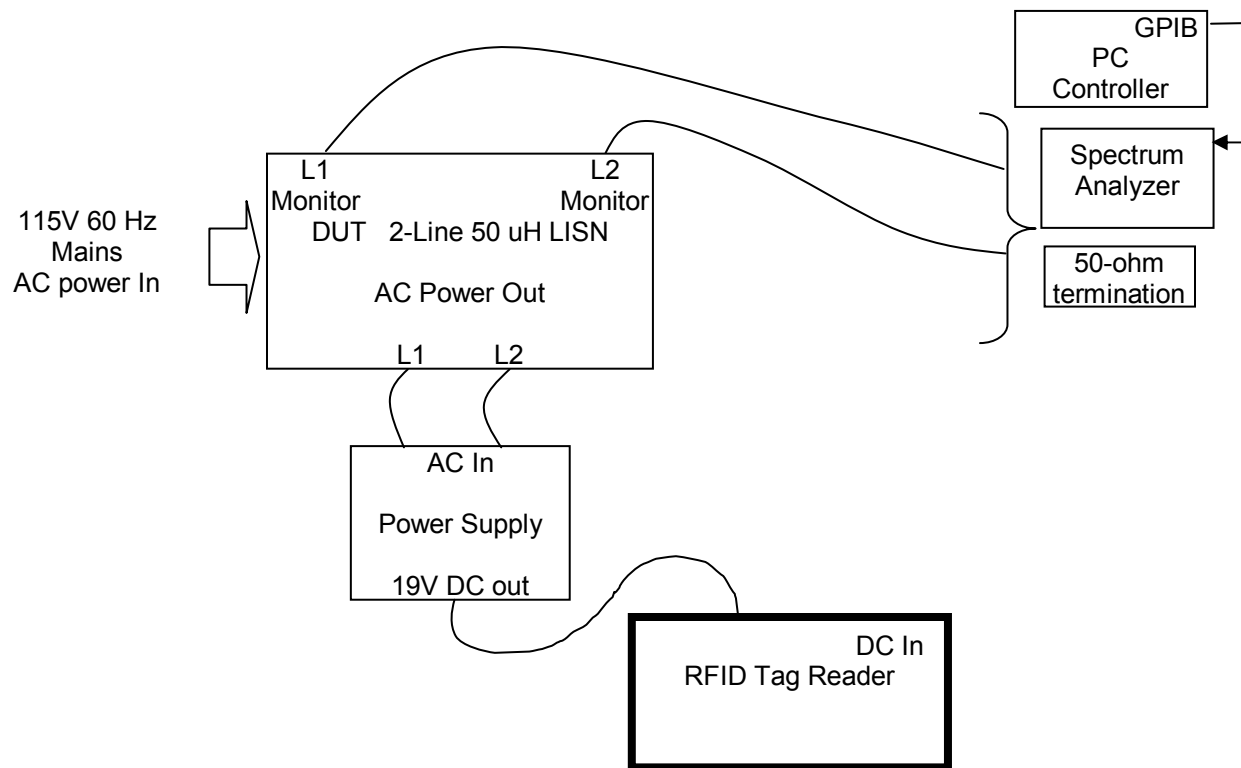 GPIB
PC
Controller
Spectrum
Analyzer
50-ohm
termination
L1
Monitor
L2
Monitor
DUT 2-Line 50 uH LISN
AC Power Out
L1 L2
115V 60 Hz
Mains
AC power In
AC In
Power Supply
19V DC out
DC In
RFID Tag Reader